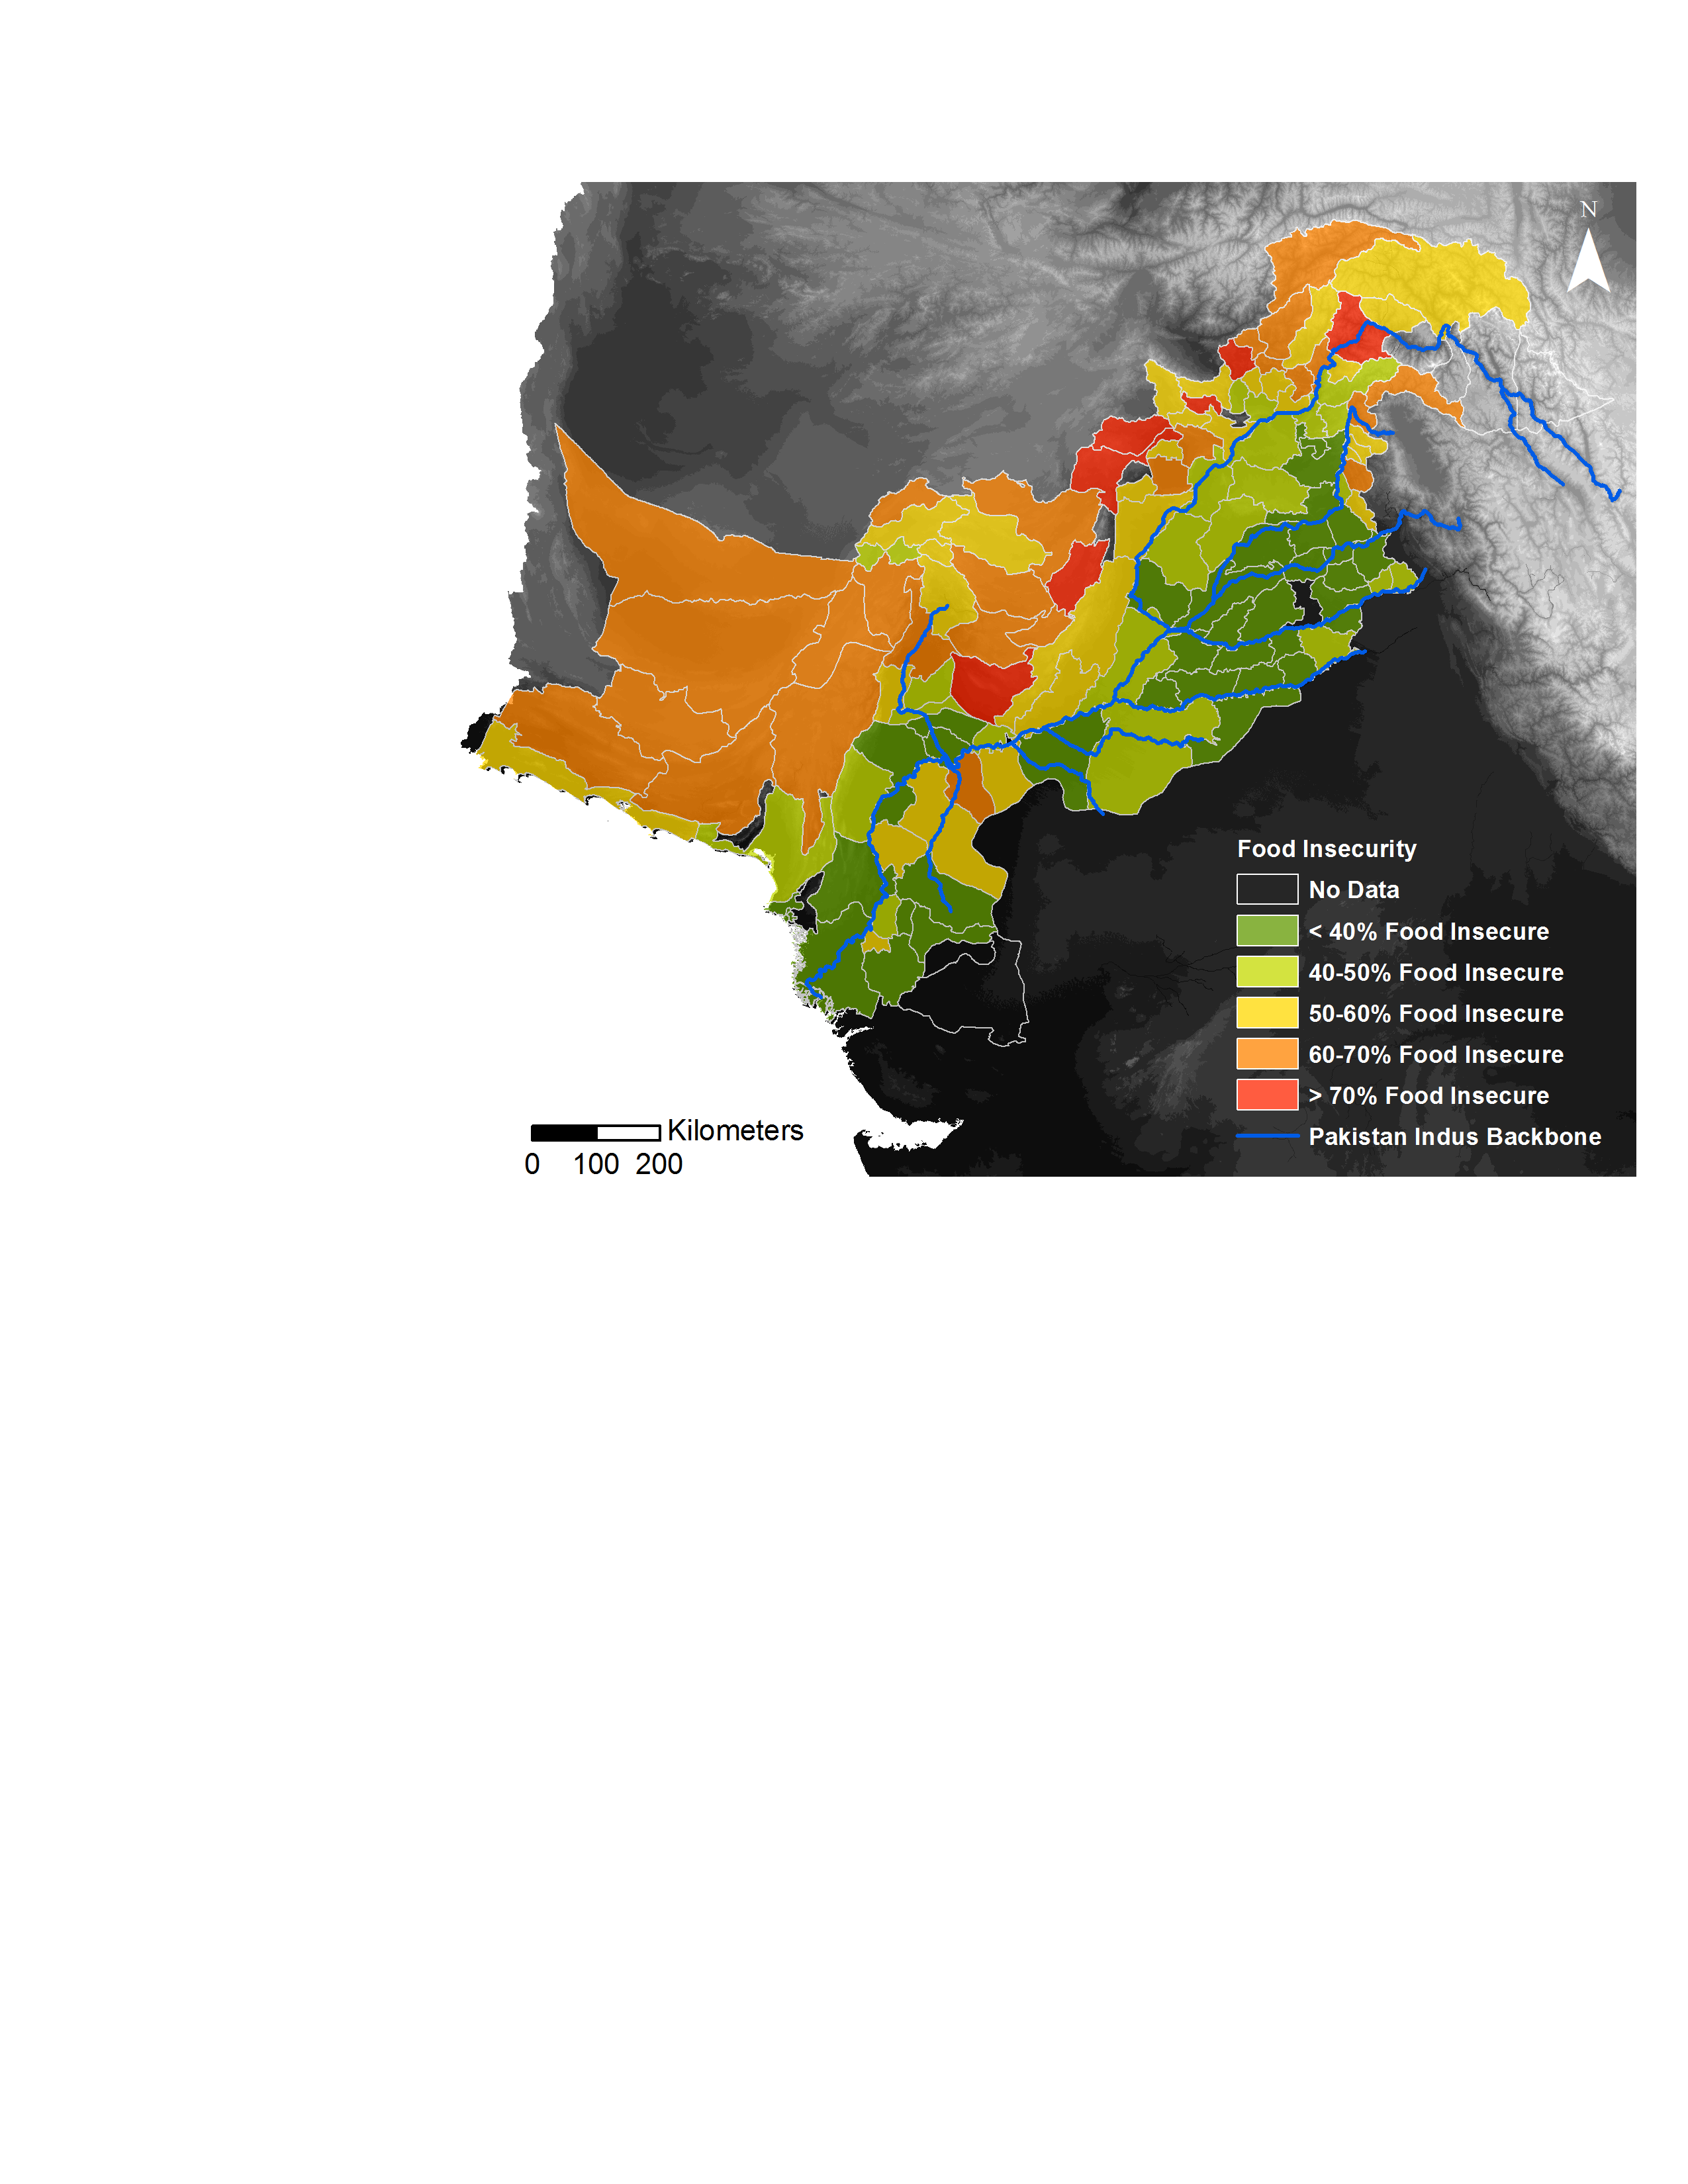 N
Food Insecurity
No Data
< 40% Food Insecure
40-50% Food Insecure
50-60% Food Insecure
60-70% Food Insecure
> 70% Food Insecure
Pakistan Indus Backbone
Kilometers
0 100 200